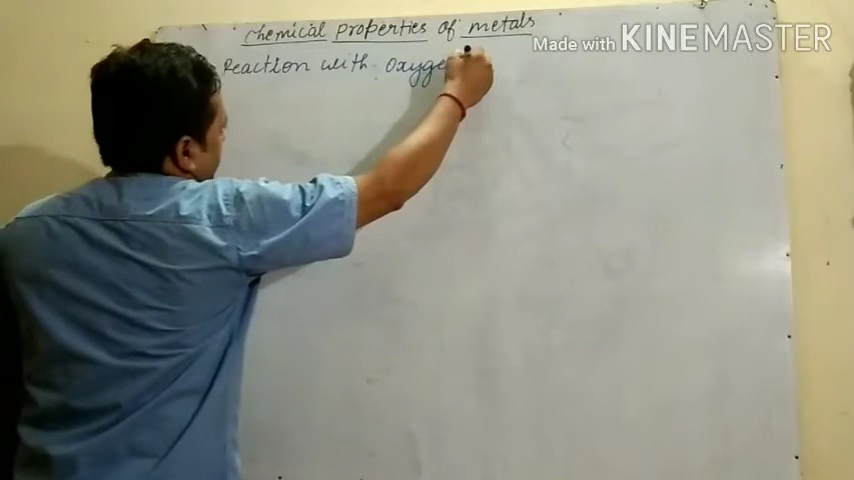 chemical properties of metals
Made with KINEMASTER
Reaction with Oxyge